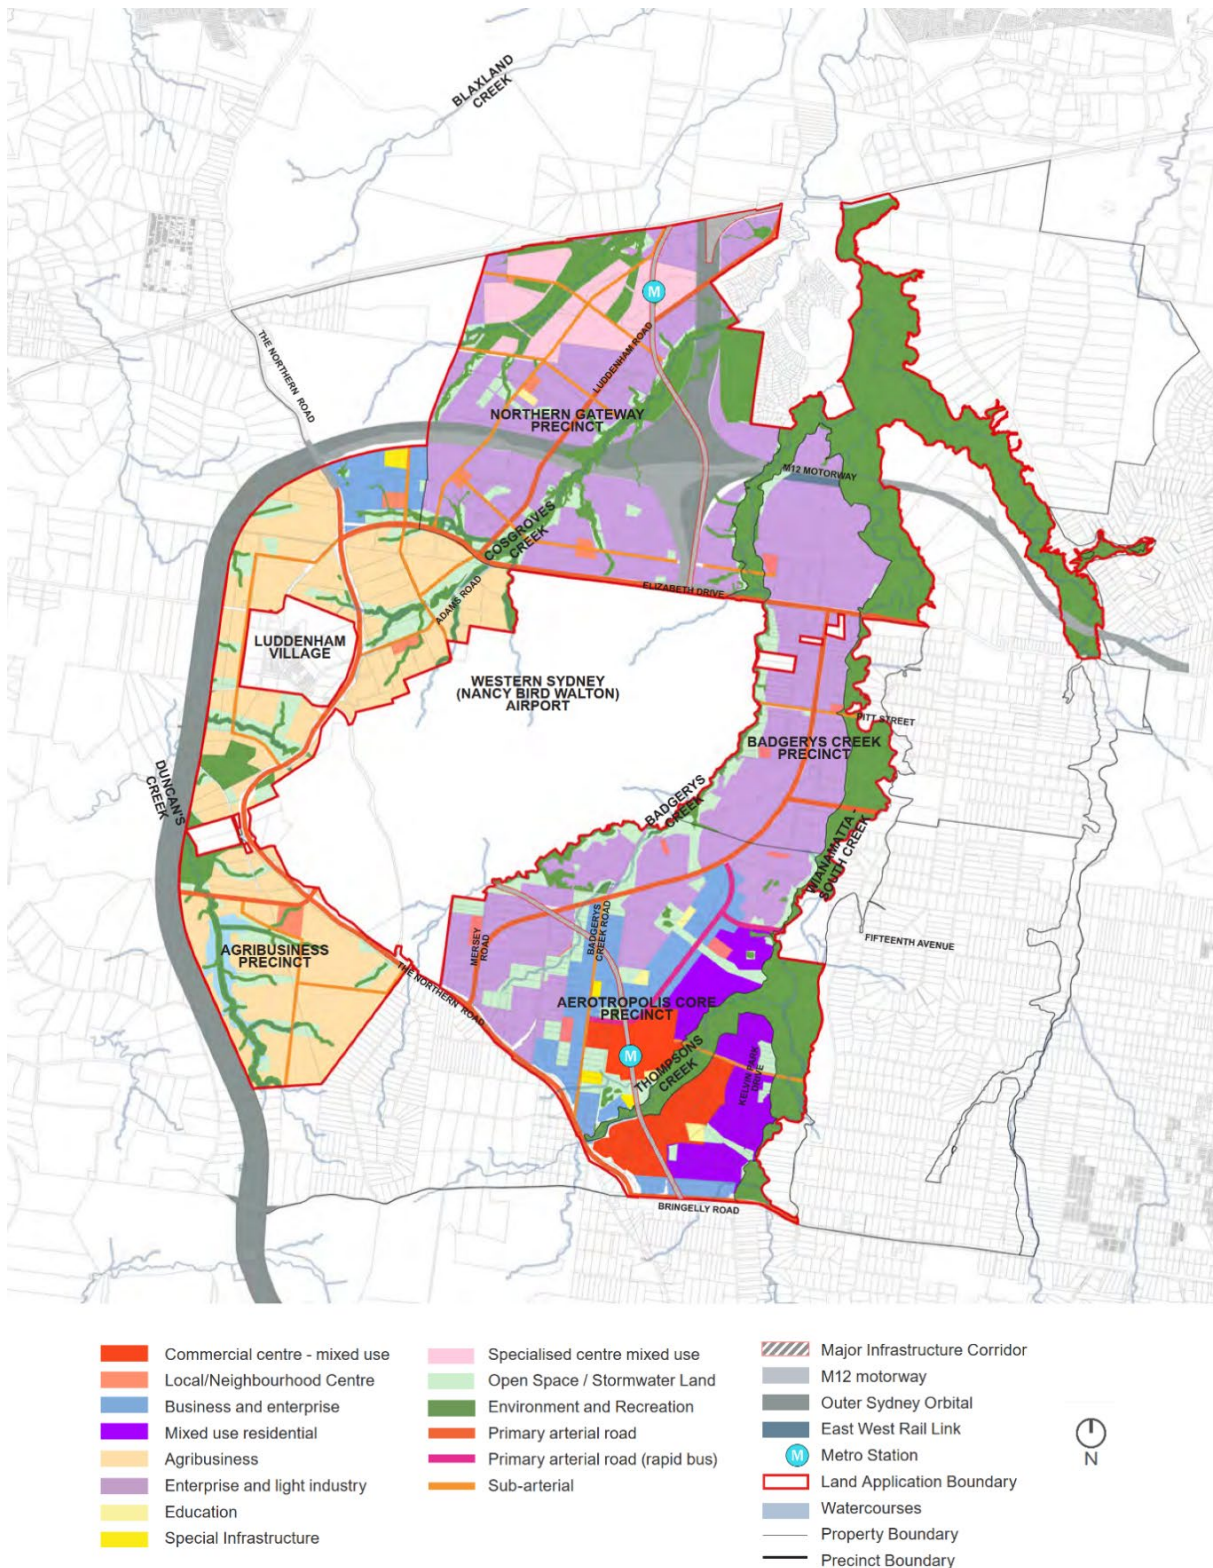 BLAXLAND
CREEK
THE NORTHERN ROAD
M
LUDDENHAM ROAD
NORTHERN GATEWAY
PRECINCT
M12 MOTORWAY
COSGROVES
CREEK
ELIZABETH DRIVE
ADAMS ROAD
LUDDENHAM
VILLAGE
WESTERN SYDNEY
(NANCY BIRD WALTON)
AIRPORT
PITT STREET
BADGERYS CREEK
PRECINCT
DUNCAN'S
CREEK
BADGERYS
CREEK
WIANAMATTA -
SOUTH CREEK
FIFTEENTH AVENUE
MERSEY
ROAD
BADGERYS
CREEK ROAD
AGRIBUSINESS
PRECINCT
THE NORTHERN ROAD
AEROTROPOLIS CORE
PRECINCT
M
THOMPSONS
CREEK
KELVIN PARK
DRIVE
BRINGELLY ROAD
Commercial centre - mixed use
Local/Neighbourhood Centre
Business and enterprise
Mixed use residential
Agribusiness
Enterprise and light industry
Education
Special Infrastructure
Specialised centre mixed use
Open Space / Stormwater Land
Environment and Recreation
Primary arterial road
Primary arterial road (rapid bus)
Sub-arterial
Major Infrastructure Corridor
M12 motorway
Outer Sydney Orbital
East West Rail Link
M Metro Station
Land Application Boundary
Watercourses
Property Boundary
Precinct Boundary
N